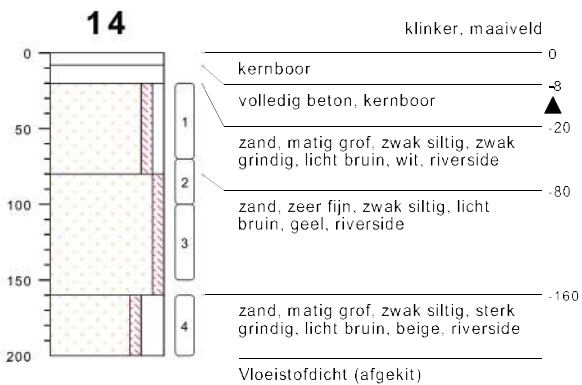 14
klinker, maaiveld
0
0
kernboor
-8
volledig beton, kernboor
-20
1
zand, matig grof, zwak siltig, zwak
grindig, licht bruin, wit, riverside
50
2
-80
zand, zeer fijn, zwak siltig, licht
bruin, geel, riverside
100
3
150
-160
4
zand, matig grof, zwak siltig, sterk
grindig, licht bruin, beige, riverside
200
Vloeistofdicht (afgekit)